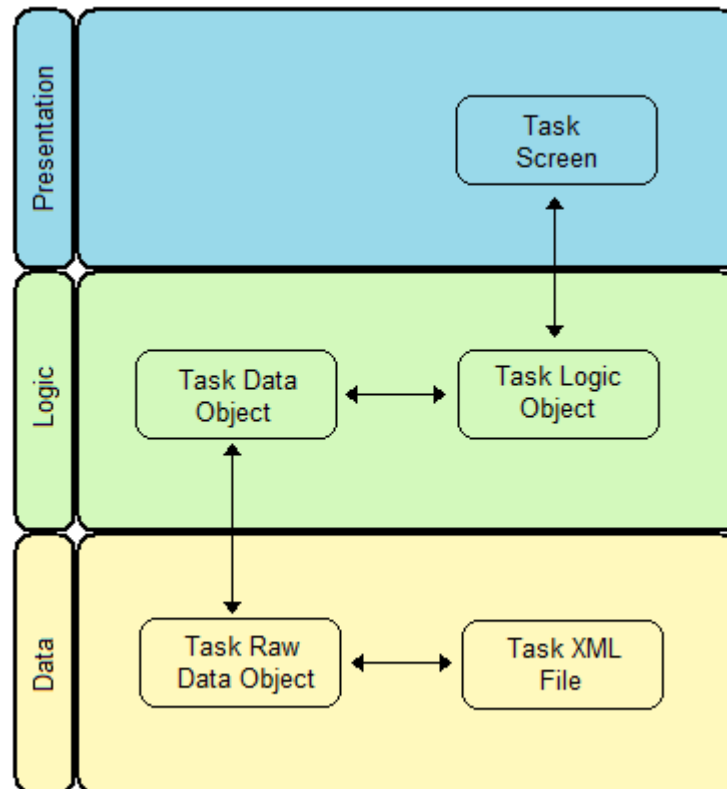 Presentation
Task
Screen
Logic
Task Data
Object
Task Logic
Object
Data
Task Raw
Data Object
Task XML
File